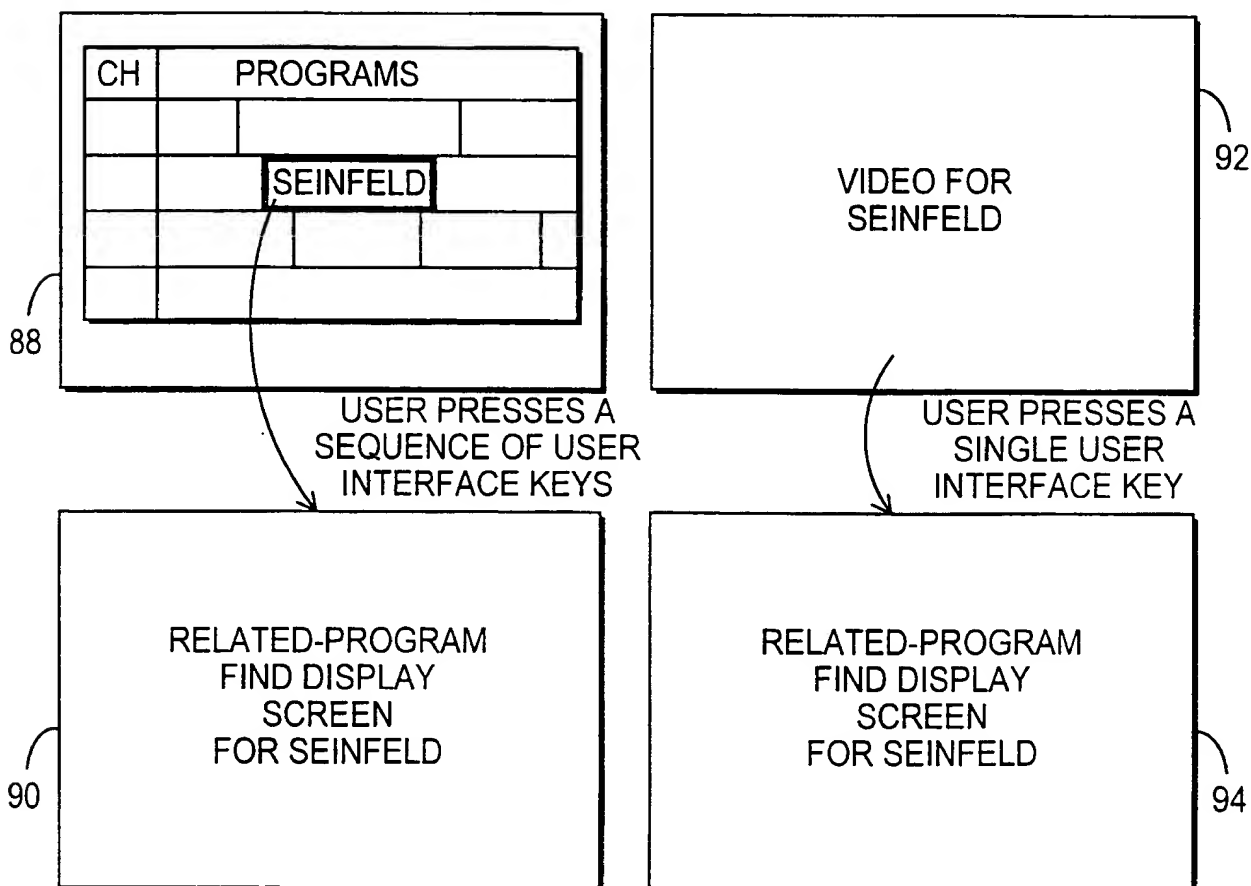 CH PROGRAMS
SEINFELD
88
VIDEO FOR
SEINFELD
92
USER PRESSES A
SEQUENCE OF USER
INTERFACE KEYS
USER PRESSES A
SINGLE USER
INTERFACE KEY
RELATED-PROGRAM
FIND DISPLAY
SCREEN
FOR SEINFELD
90
RELATED-PROGRAM
FIND DISPLAY
SCREEN
FOR SEINFELD
94